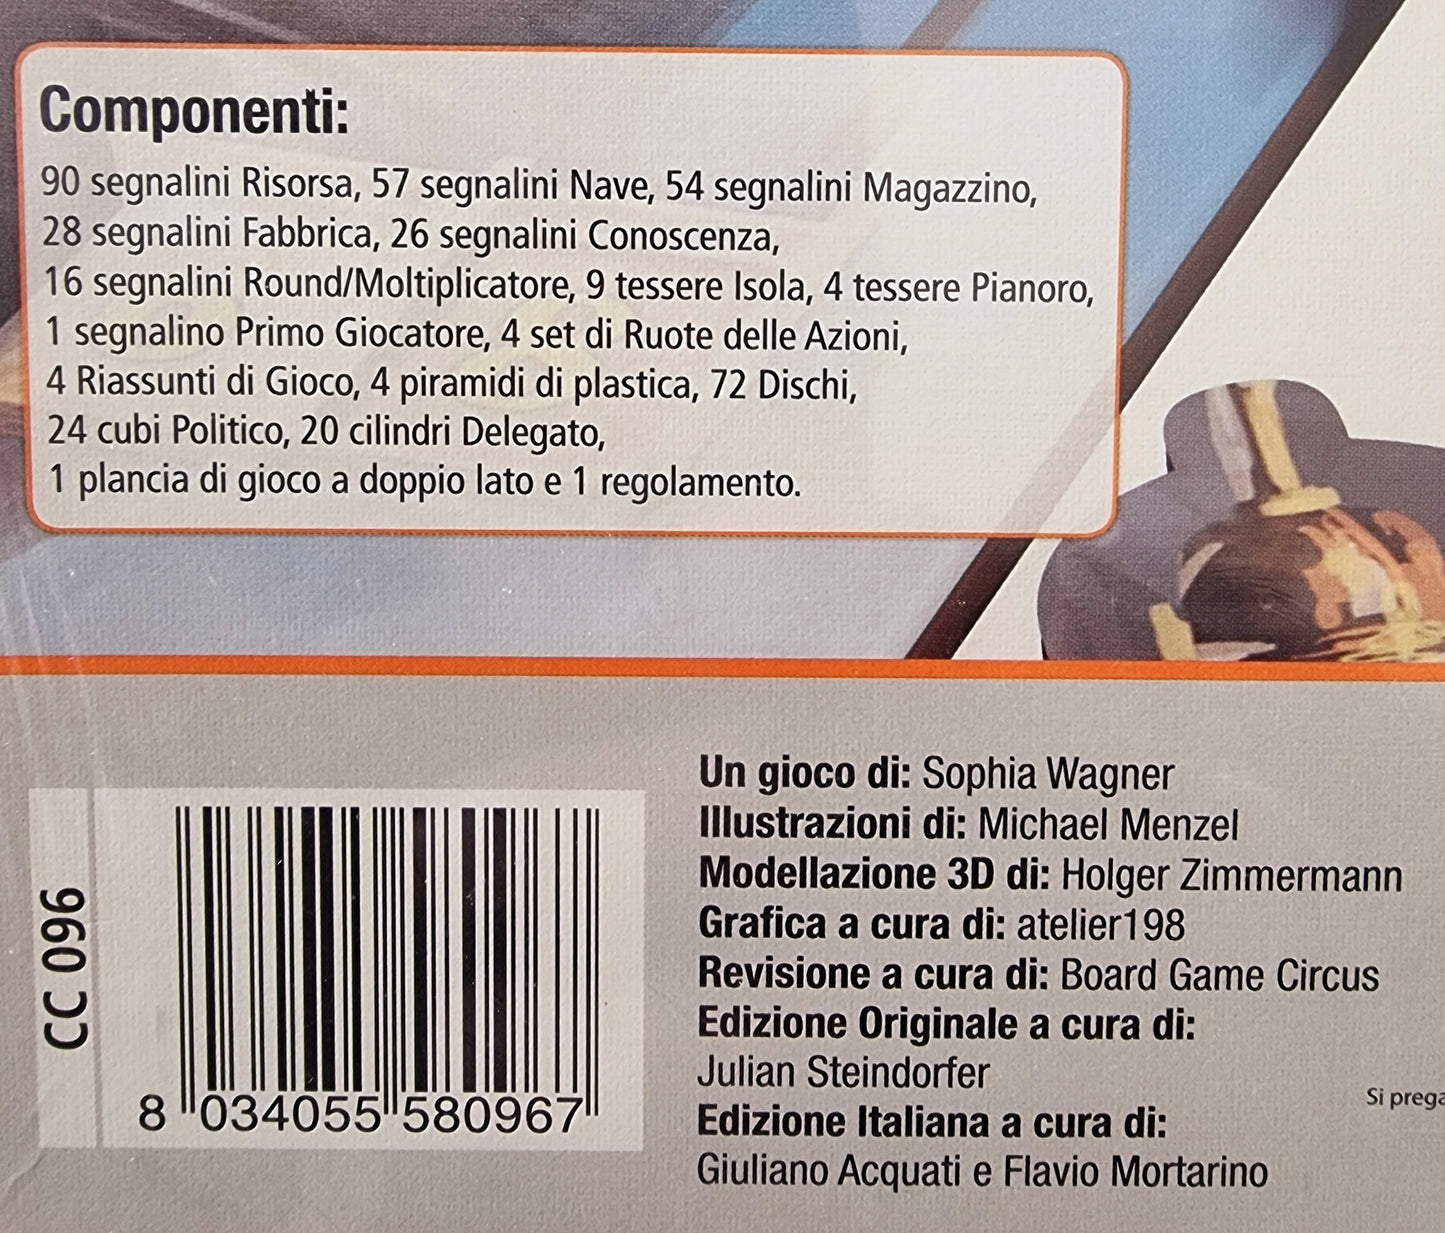 Componenti:
90 segnalini Risorsa, 57 segnalini Nave, 54 segnalini Magazzino,
28 segnalini Fabbrica, 26 segnalini Conoscenza,
16 segnalini Round/Moltiplicatore, 9 tessere Isola, 4 tessere Pianoro,
1 segnalino Primo Giocatore, 4 set di Ruote delle Azioni,
4 Riassunti di Gioco, 4 piramidi di plastica, 72 Dischi,
24 cubi Politico, 20 cilindri Delegato,
1 plancia di gioco a doppio lato e 1 regolamento.
CC 096
8 034055 580967
Un gioco di: Sophia Wagner
Illustrazioni di: Michael Menzel
Modellazione 3D di: Holger Zimmermann
Grafica a cura di: atelier198
Revisione a cura di: Board Game Circus
Edizione Originale a cura di:
Julian Steindorfer
Edizione Italiana a cura di:
Giuliano Acquati e Flavio Mortarino
Si prega